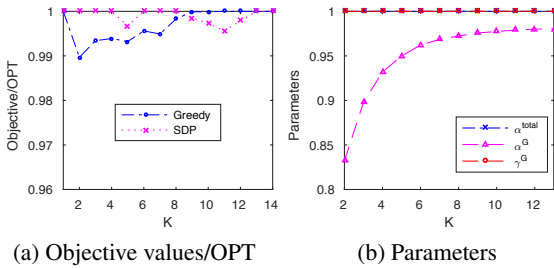 1
0.99
0.98
0.97
0.96
Objective/OPT
Greedy
SDP
2 4 6 8 10 12 14
K
(a) Objective values/OPT
1
0.95
0.9
0.85
0.8
Parameters
α^total
α^G
γ^G
2 4 6 8 10 12
K
(b) Parameters